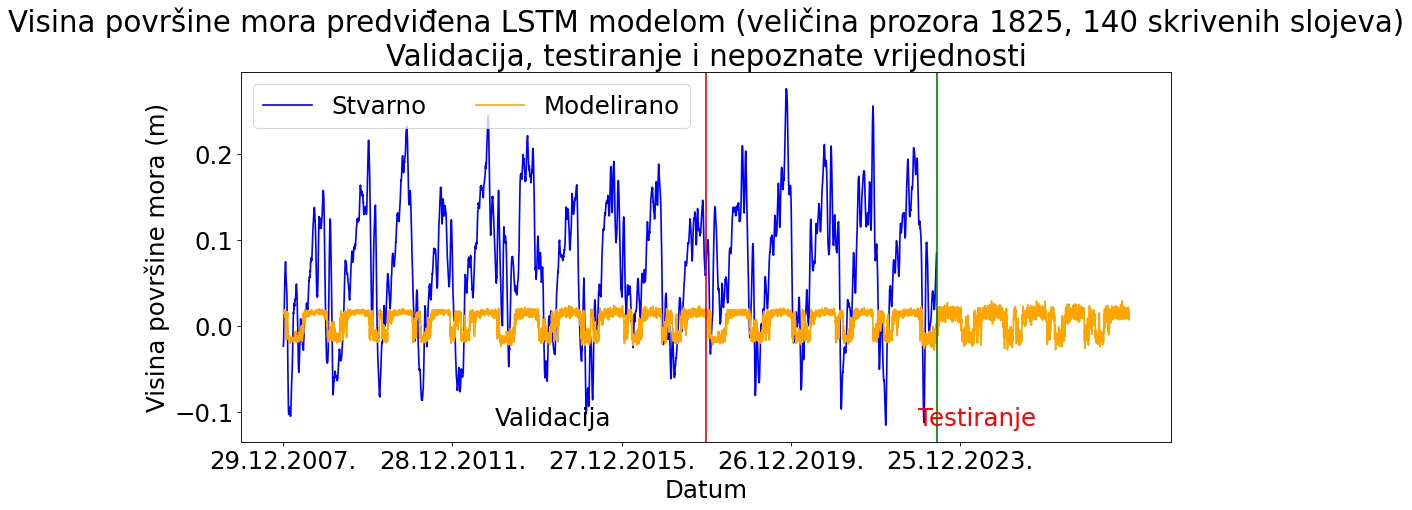 Visina površine mora predviđena LSTM modelom (veličina prozora 1825, 140 skrivenih slojeva)
Validacija, testiranje i nepoznate vrijednosti
Stvarno Modelirano
Visina površine mora (m)
0.2
0.1
0.0
−0.1
Validacija Testiranje
29.12.2007. 28.12.2011. 27.12.2015. 26.12.2019. 25.12.2023.
Datum